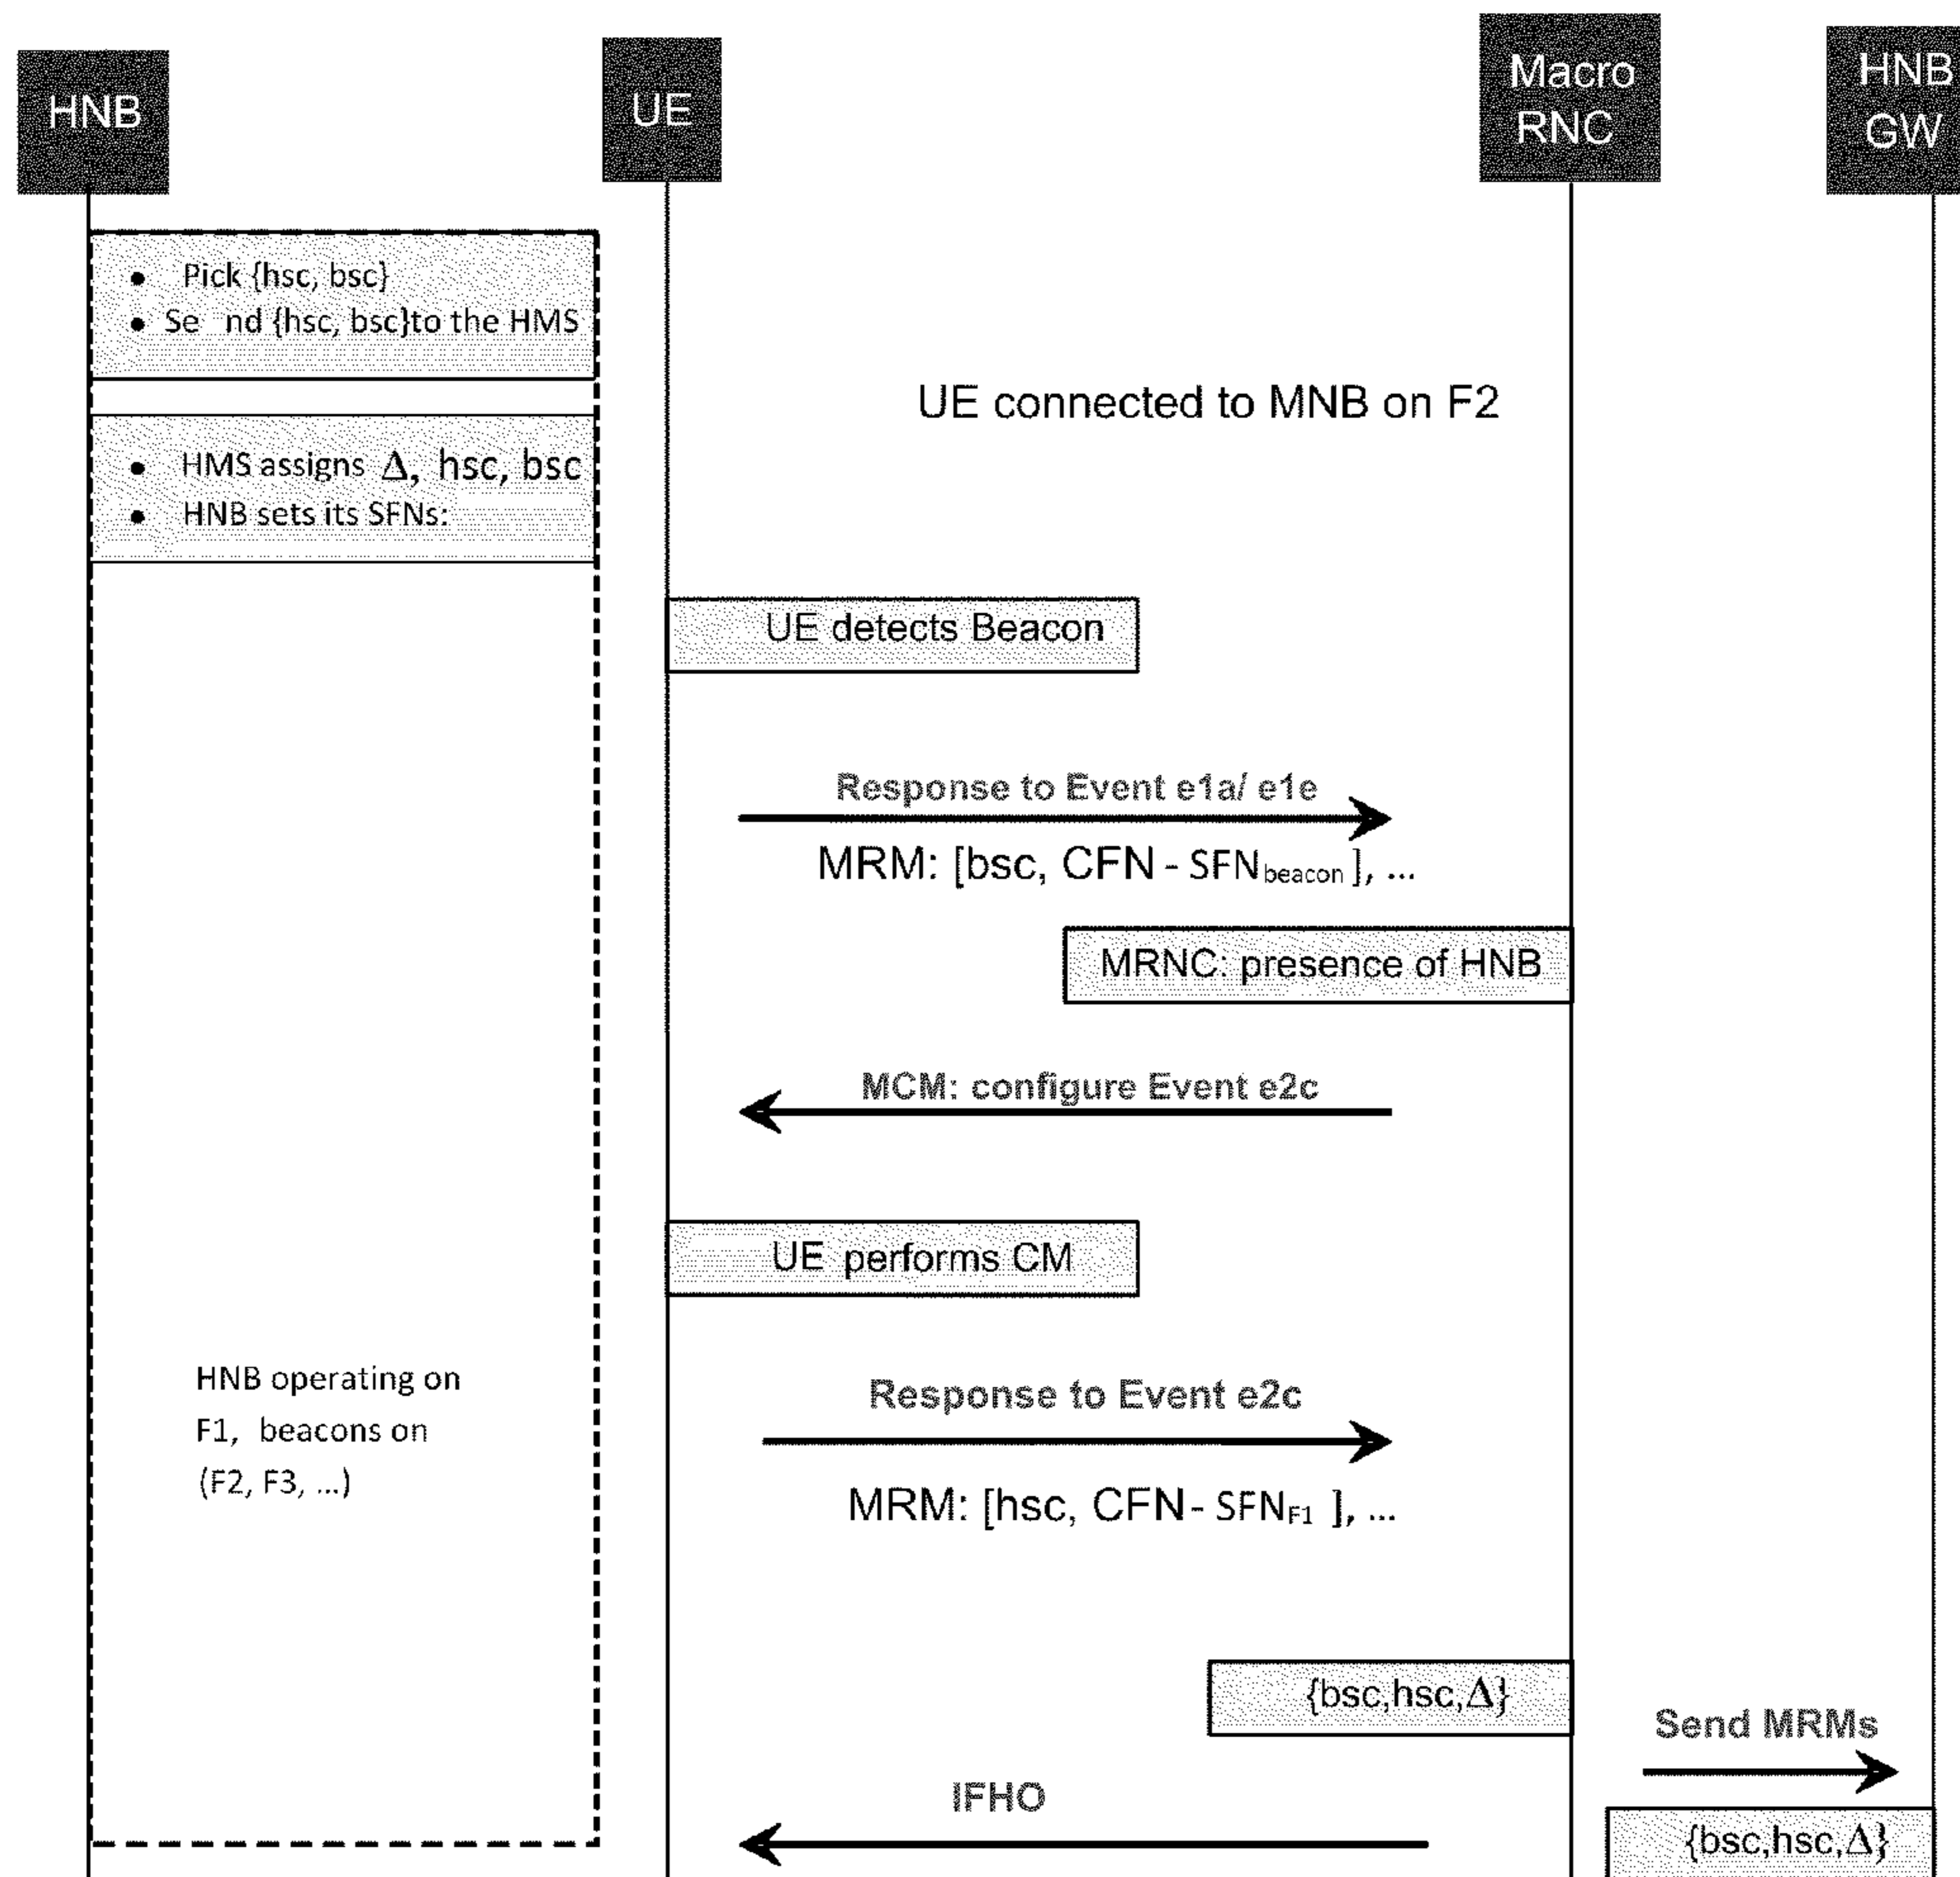 HNB
UE
Macro
RNC
HNB
GW
• Pick {hsc, bsc}
• Se nd {hsc, bsc}to the HMS
UE connected to MNB on F2
• HMS assigns Δ, hsc, bsc
• HNB sets its SFNs:
UE detects Beacon
Response to Event e1a/ e1e
MRM: [bsc, CFN - SFNbeacon ], ...
MRNC: presence of HNB
MCM: configure Event e2c
UE performs CM
HNB operating on
F1, beacons on
(F2, F3, ...)
Response to Event e2c
MRM: [hsc, CFN - SFNF1 ], ...
{bsc,hsc,Δ}
Send MRMs
IFHO
{bsc,hsc,Δ}